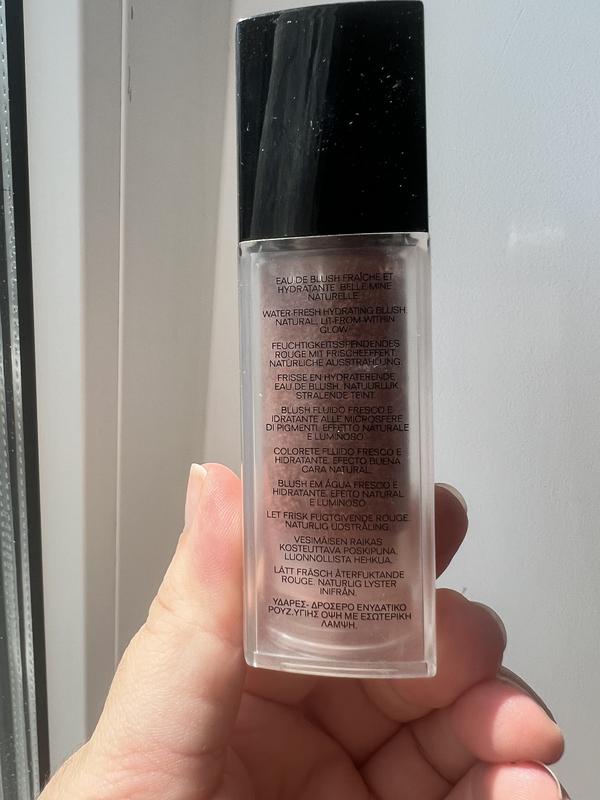 EAU DE BLUSH FRAÎCHE ET
HYDRATANTE. BELLE MINE
NATURELLE.
WATER-FRESH HYDRATING BLUSH.
NATURAL, LIT-FROM-WITHIN
GLOW.
FEUCHTIGKEITSSPENDENDES
ROUGE MIT FRISCHEEFFEKT.
NATÜRLICHE AUSSTRAHLUNG.
FRISSE EN HYDRATERENDE
EAU DE BLUSH. NATUURLIJK
STRALENDE TEINT.
BLUSH FLUIDO FRESCO E
IDRATANTE ALLE MICROSFERE
DI PIGMENTI. EFFETTO NATURALE
E LUMINOSO.
COLORETE FLUIDO FRESCO E
HIDRATANTE. EFECTO BUENA
CARA NATURAL.
BLUSH EM ÁGUA FRESCO E
HIDRATANTE. EFEITO NATURAL
E LUMINOSO.
LET FRISK FUGTGIVENDE ROUGE.
NATURLIG UDSTRÅLING.
VESIMÄISEN RAIKAS
KOSTEUTTAVA POSKIPUNA.
LUONNOLLISTA HEHKUA.
LÄTT FRÄSCH ÅTERFUKTANDE
ROUGE. NATURLIG LYSTER
INIFRÅN.
ΥΔΑΡΕΣ- ΔΡΟΣΕΡΟ ΕΝΥΔΑΤΙΚΟ
ΡΟΥΖ.ΥΓΙΗΣ ΟΨΗ ΜΕ ΕΣΩΤΕΡΙΚΗ
ΛΑΜΨΗ.